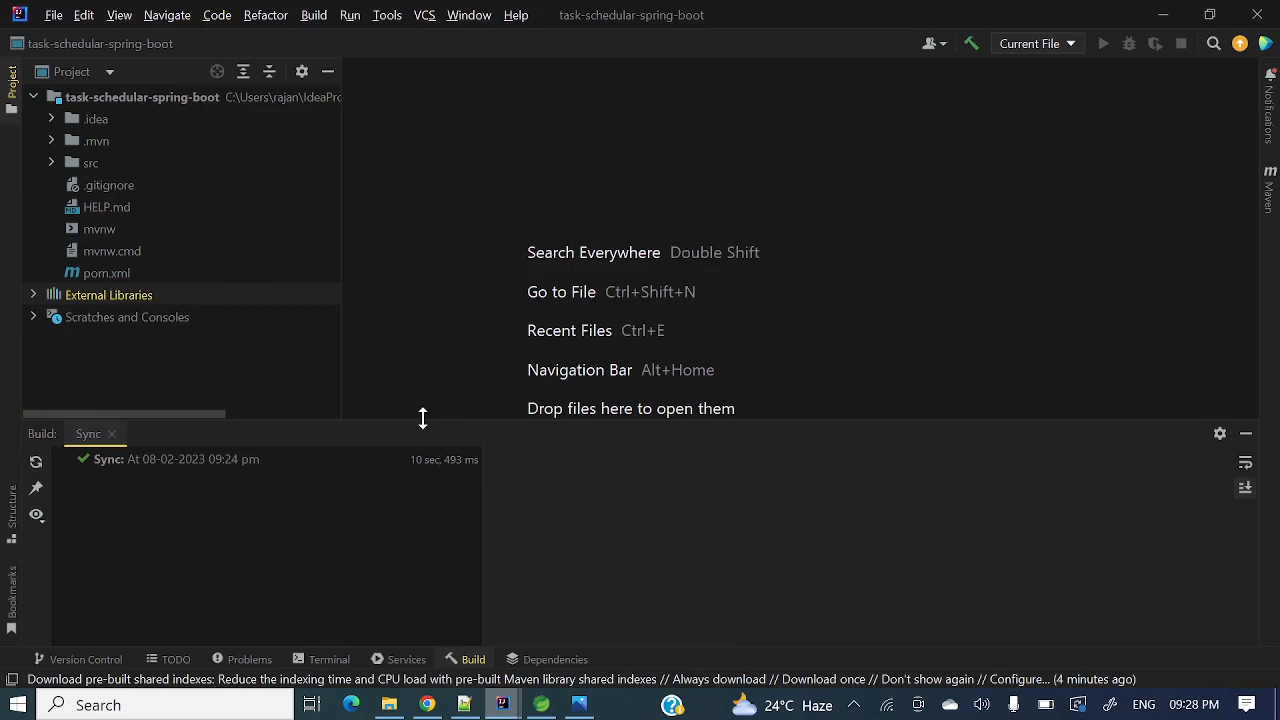 File Edit View Navigate Code Refactor Build Run Tools VCS Window Help task-schedular-spring-boot
task-schedular-spring-boot Current File
Project
Project
task-schedular-spring-boot C:\Users\rajan\IdeaPro
.idea
.mvn
src
.gitignore
HELP.md
mvnw
mvnw.cmd
pom.xml
External Libraries
Scratches and Consoles
Search Everywhere Double Shift
Go to File Ctrl+Shift+N
Recent Files Ctrl+E
Navigation Bar Alt+Home
Drop files here to open them
Notifications
Maven
Build: Sync
Sync: At 08-02-2023 09:24 pm 10 sec, 493 ms
Structure
Bookmarks
Version Control TODO Problems Terminal Services Build Dependencies
Download pre-built shared indexes: Reduce the indexing time and CPU load with pre-built Maven library shared indexes // Always download // Download once // Don't show again // Configure... (4 minutes ago)
Search 24°C Haze ENG 09:28 PM